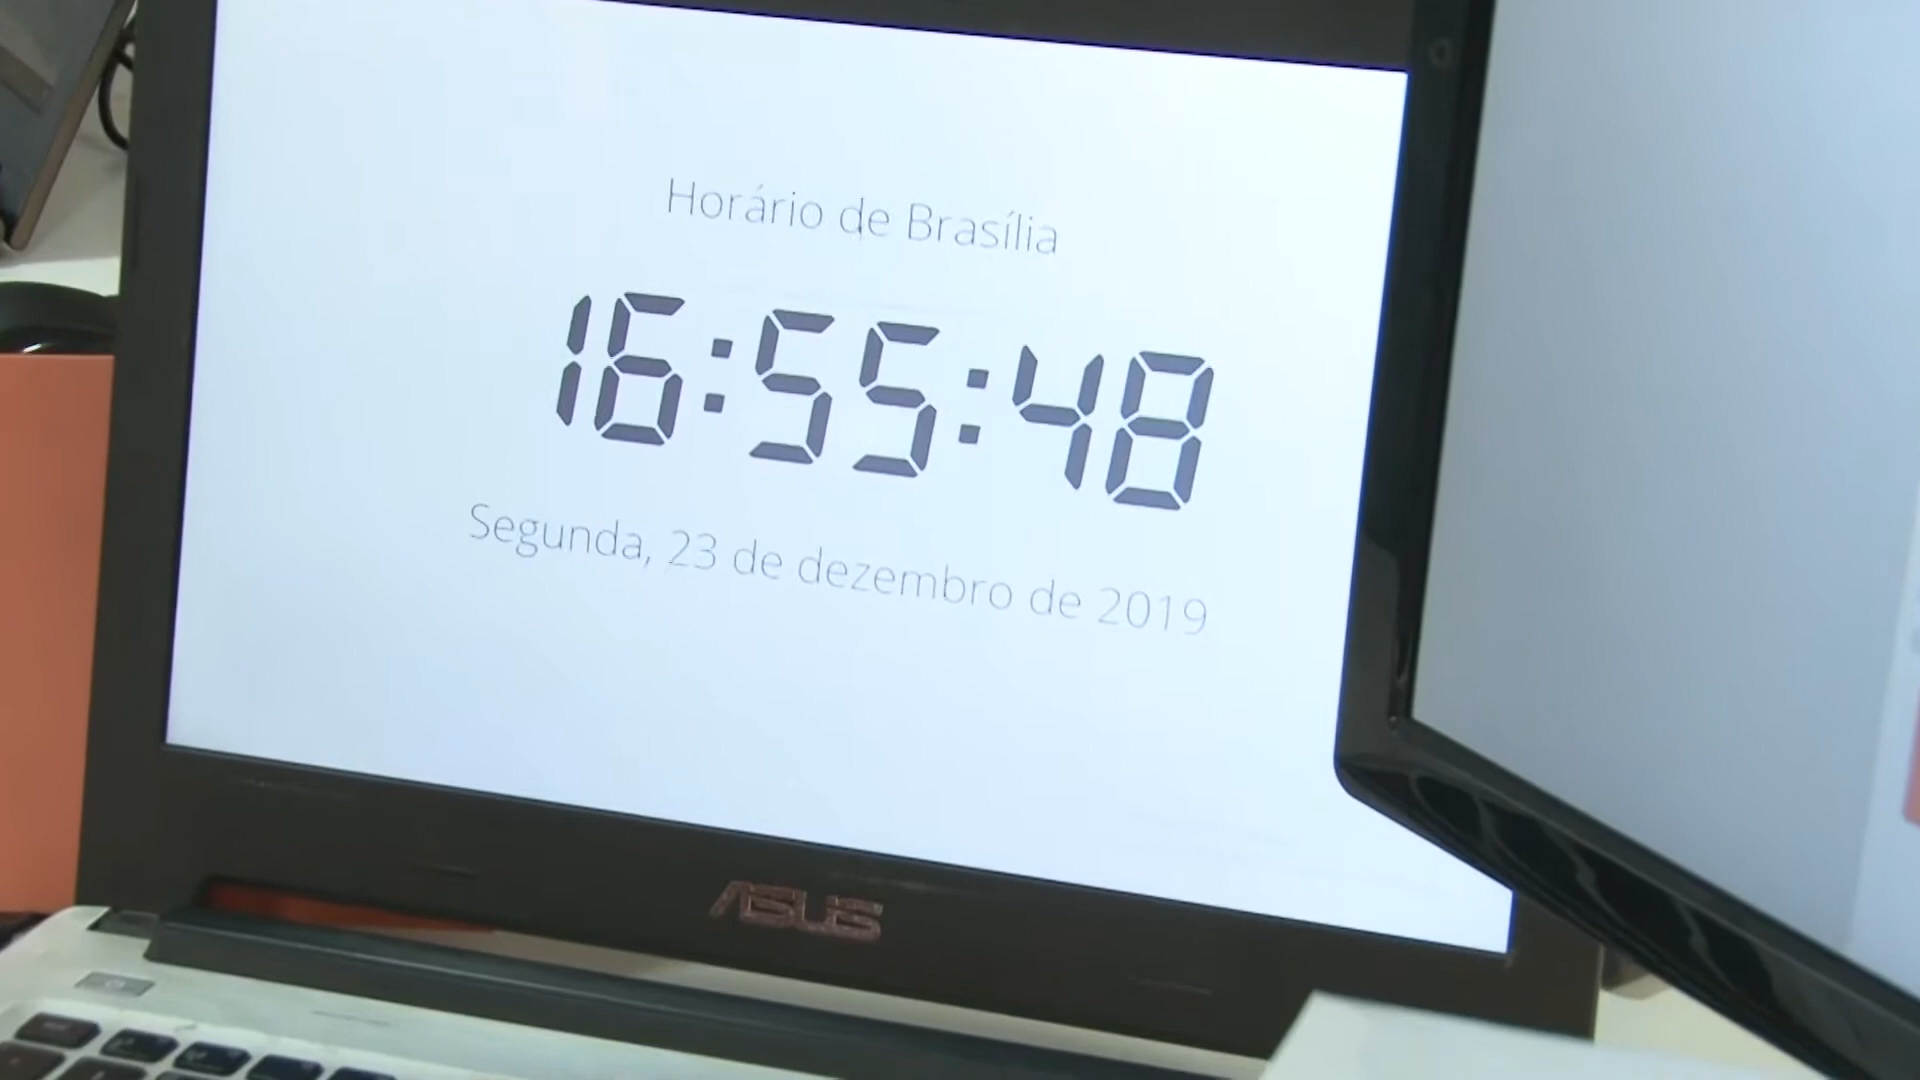 Horário de Brasília
16:55:48
Segunda, 23 de dezembro de 2019
ASUS